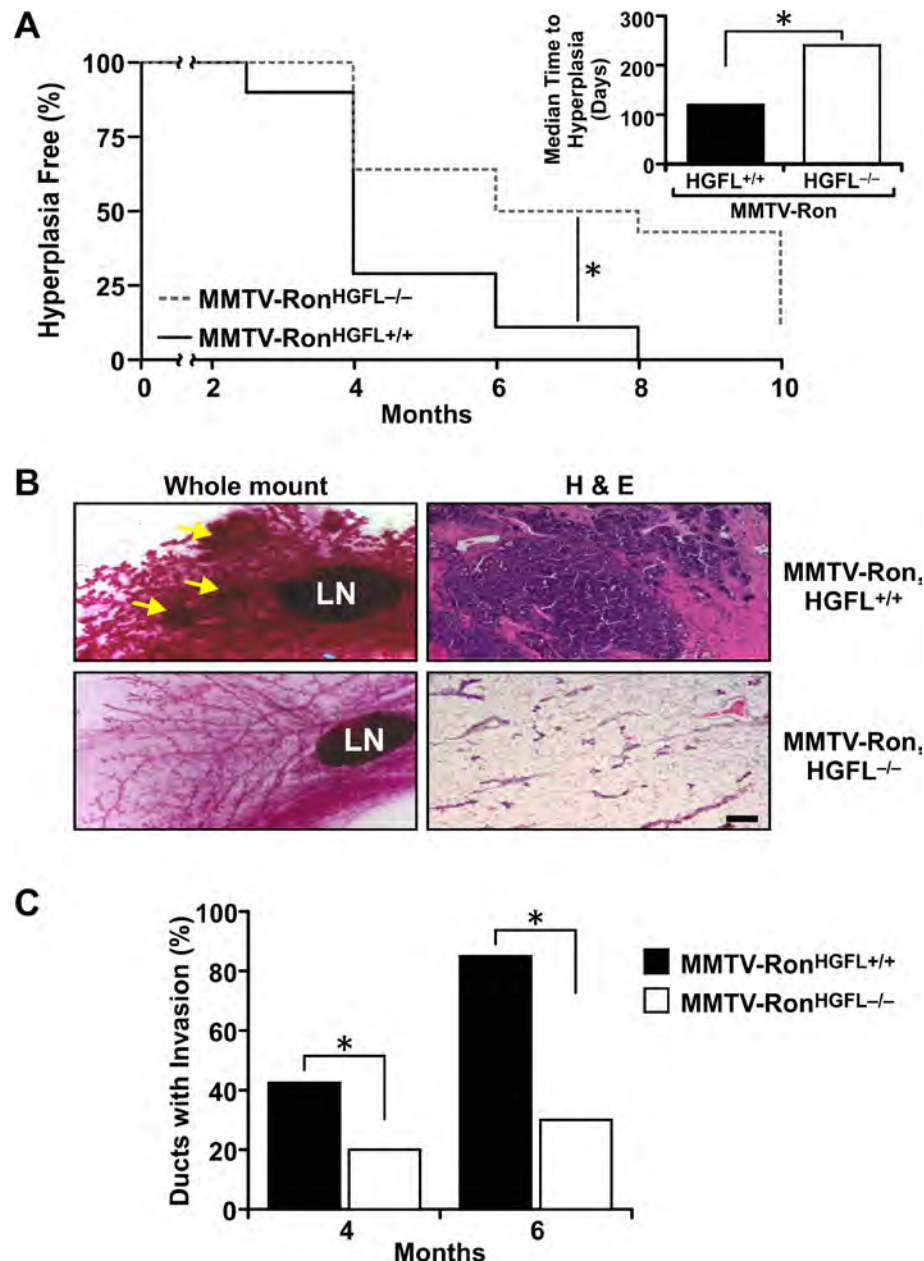 A
Hyperplasia Free (%)
100
75
50
25
0
0
2
4
6
8
10
Months
MMTV-RonHGFL–/–
MMTV-RonHGFL+/+
*
Median Time to
Hyperplasia
(Days)
300
200
100
0
*
HGFL+/+
HGFL–/–
MMTV-Ron
B
Whole mount
H & E
LN
MMTV-Ron,
HGFL+/+
LN
MMTV-Ron,
HGFL–/–
C
Ducts with Invasion (%)
100
80
60
40
20
0
*
*
4
6
Months
MMTV-RonHGFL+/+
MMTV-RonHGFL–/–